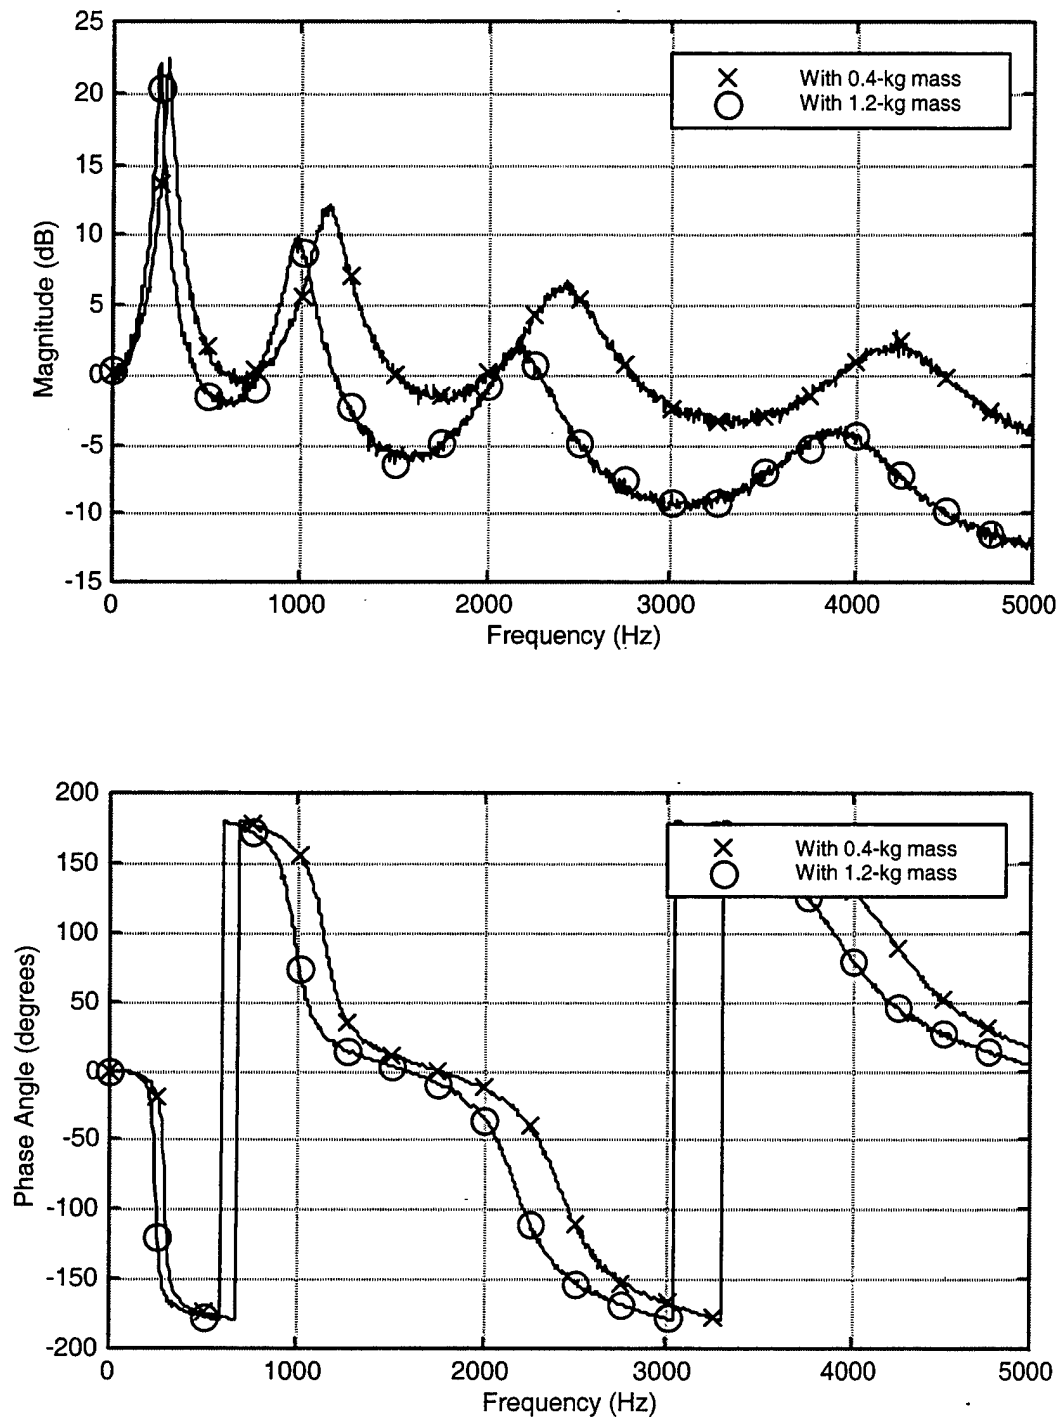 25
20
15
10
5
0
-5
-10
-15
Magnitude (dB)
With 0.4-kg mass
With 1.2-kg mass
0 1000 2000 3000 4000 5000
Frequency (Hz)
200
150
100
50
0
-50
-100
-150
-200
Phase Angle (degrees)
With 0.4-kg mass
With 1.2-kg mass
0 1000 2000 3000 4000 5000
Frequency (Hz)